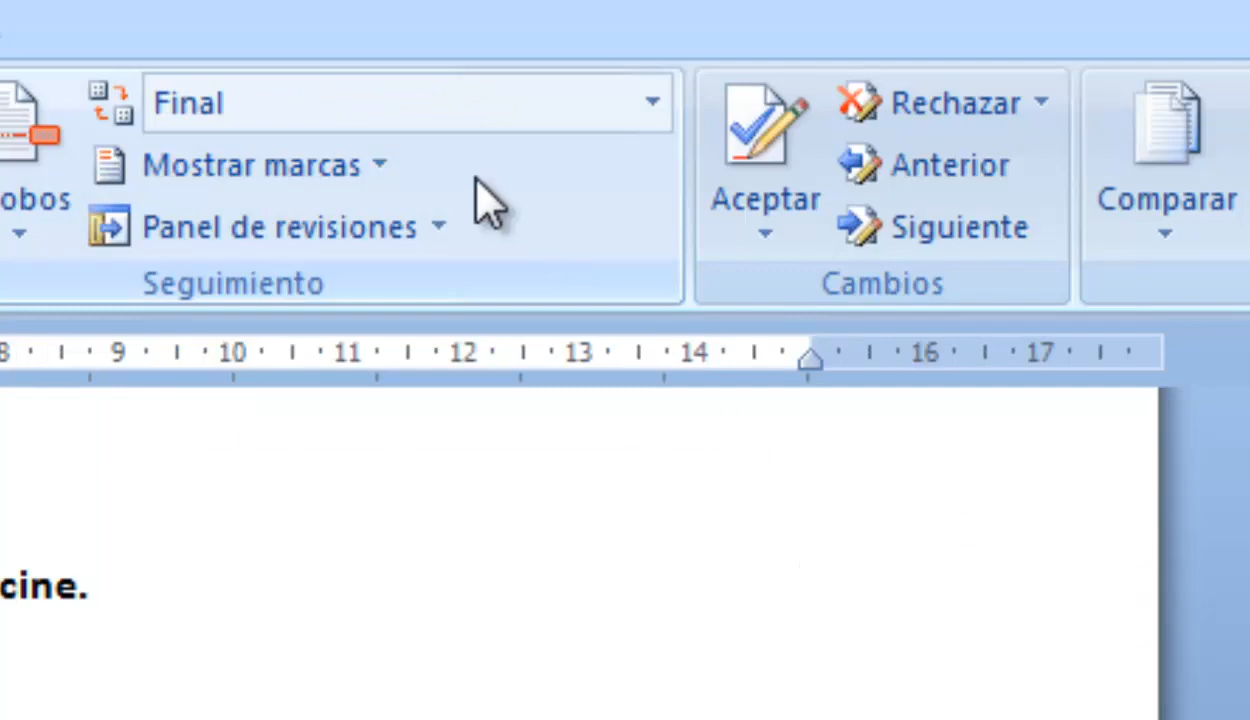 Final
Mostrar marcas
obos
Panel de revisiones
Seguimiento
Aceptar
Rechazar
Anterior
Siguiente
Cambios
Comparar
8 9 10 11 12 13 14 16 17
cine.